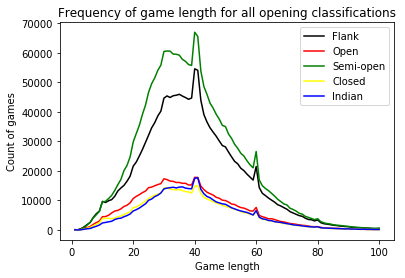 Frequency of game length for all opening classifications
70000
60000
50000
40000
30000
20000
10000
0
Count of games
Flank
Open
Semi-open
Closed
Indian
0 20 40 60 80 100
Game length